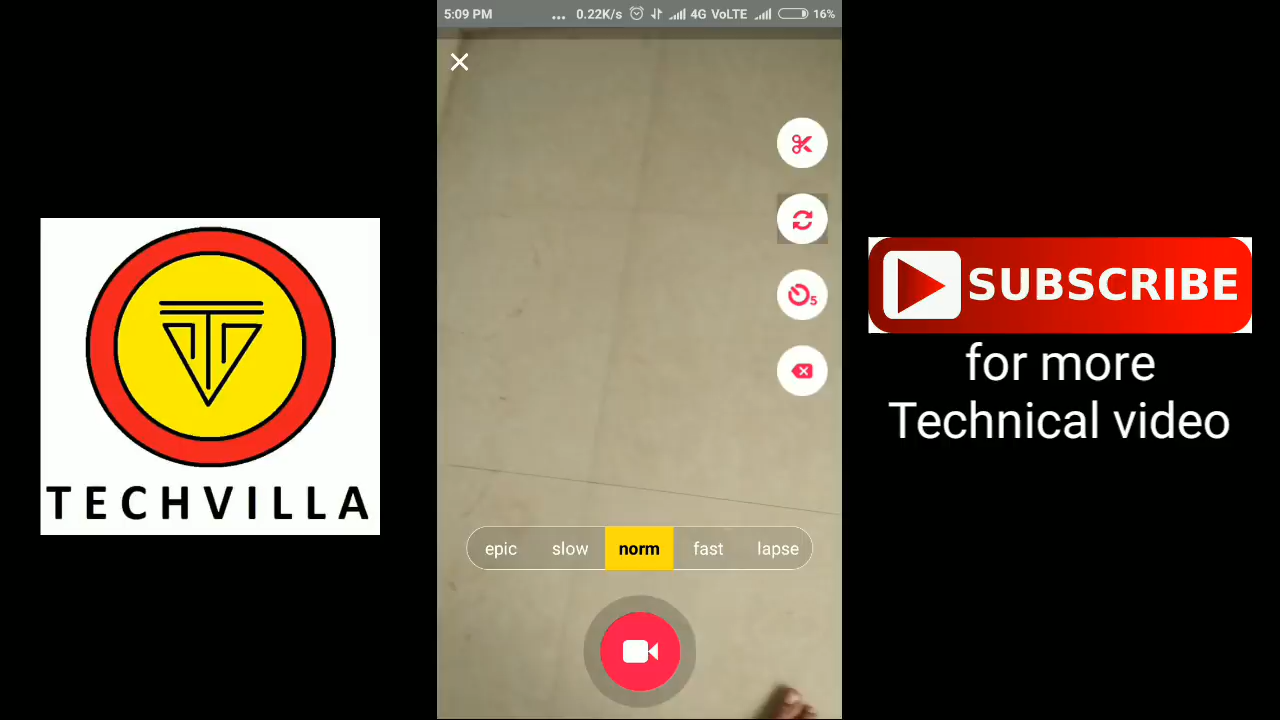 5:09 PM ... 0.22K/s 4G VoLTE 16%
5
epic slow norm fast lapse
TECHVILLA
SUBSCRIBE
for more
Technical video